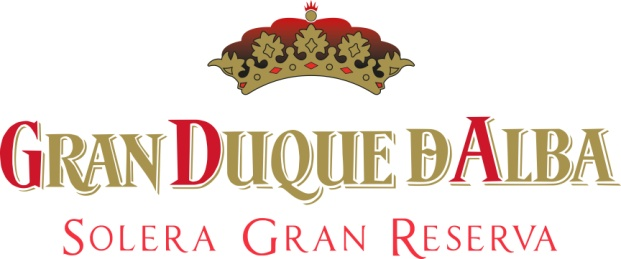 GRAN DUQUE Đ ALBA
SOLERA GRAN RESERVA